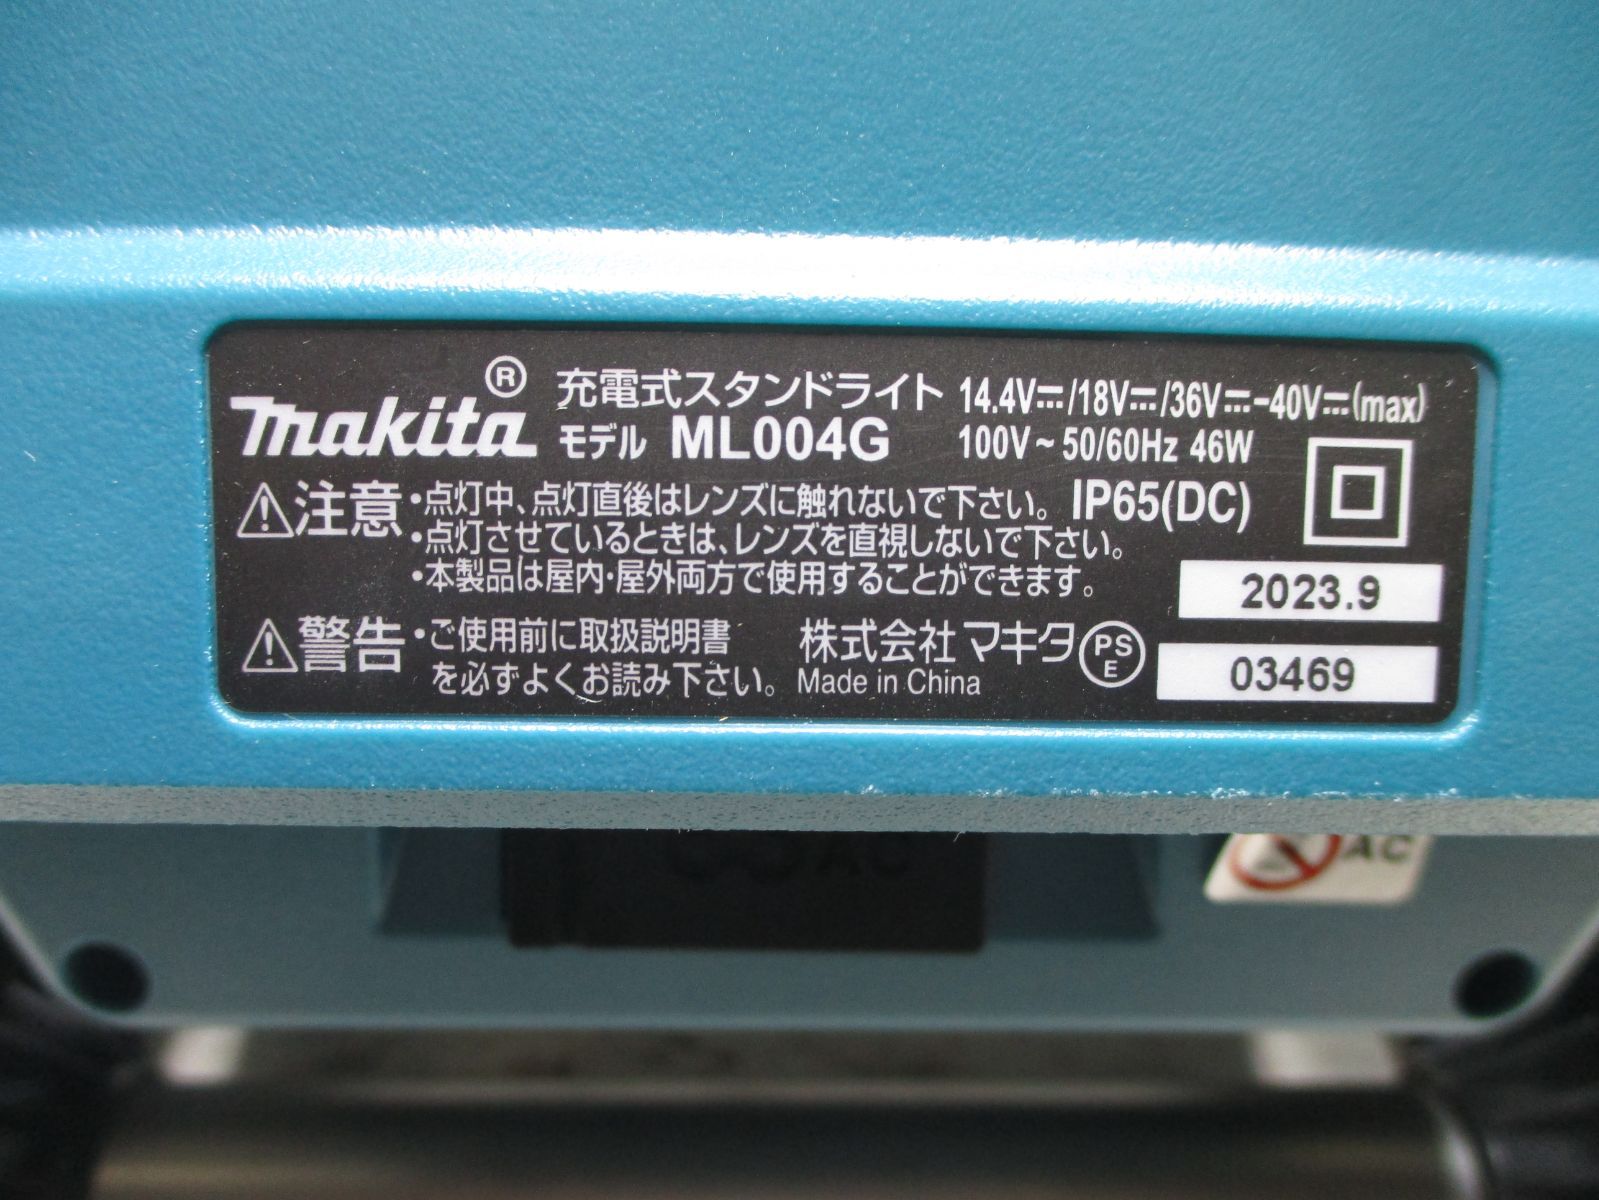 makita®
充電式スタンドライト 14.4V⎓/18V⎓/36V⎓-40V⎓(max)
モデル ML004G 100V～50/60Hz 46W
⚠注意 ・点灯中、点灯直後はレンズに触れないで下さい。 IP65(DC)
・点灯させているときは、レンズを直視しないで下さい。
・本製品は屋内・屋外両方で使用することができます。
2023.9
⚠警告 ・ご使用前に取扱説明書
を必ずよくお読み下さい。
株式会社マキタ PSE
Made in China
03469
AC
AC